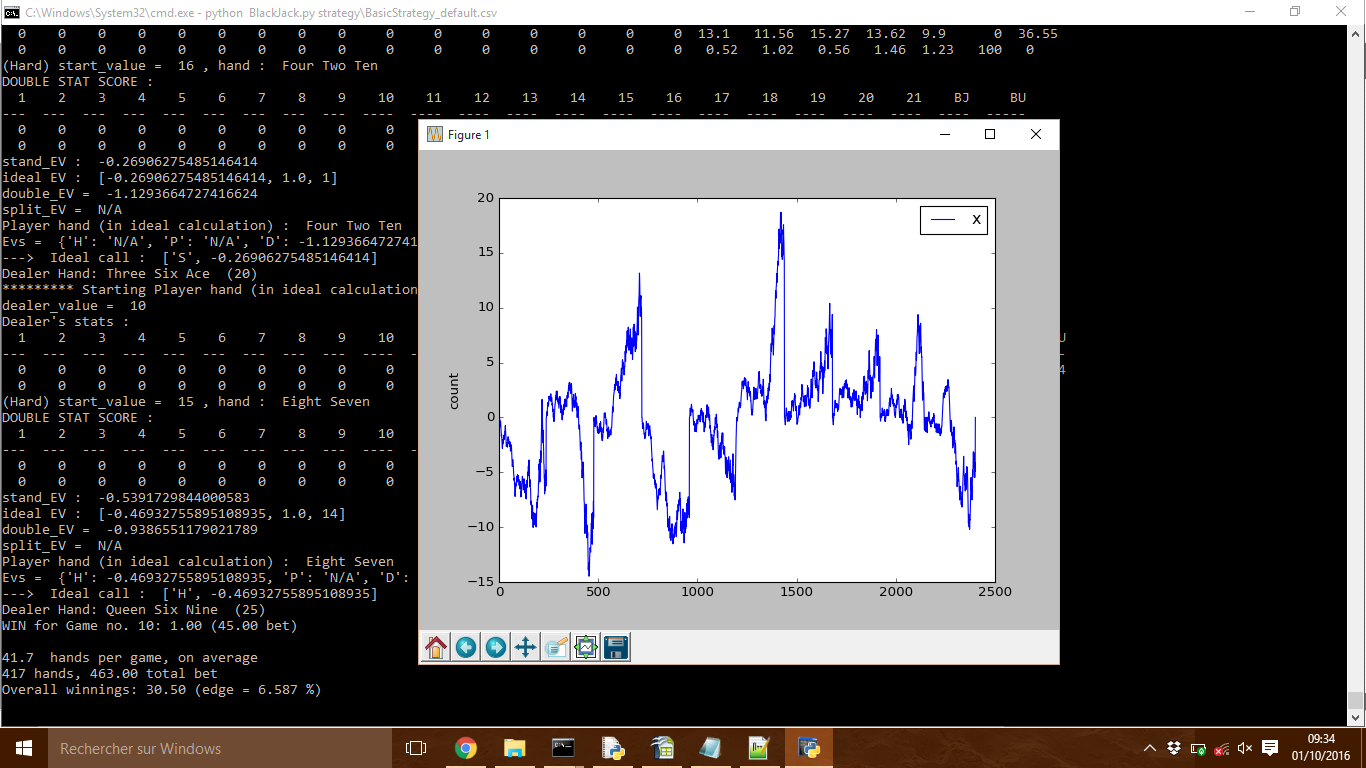 C:\Windows\System32\cmd.exe - python BlackJack.py strategy\BasicStrategy_default.csv
0 0 0 0 0 0 0 0 0 0 0 0 0 0 0 0 13.1 11.56 15.27 13.62 9.9 0 36.55
0 0 0 0 0 0 0 0 0 0 0 0 0 0 0 0 0.52 1.02 0.56 1.46 1.23 100 0
(Hard) start_value = 16 , hand : Four Two Ten
DOUBLE STAT SCORE :
1 2 3 4 5 6 7 8 9 10 11 12 13 14 15 16 17 18 19 20 21 BJ BU
--- --- --- --- --- --- --- --- --- ---- ---- ---- ---- ---- ---- ---- ---- ---- ---- ---- ---- ---- -----
0 0 0 0 0 0 0 0 0 0
0 0 0 0 0 0 0 0 0 0
stand_EV : -0.26906275485146414
ideal EV : [-0.26906275485146414, 1.0, 1]
double_EV = -1.1293664727416624
split_EV = N/A
Player hand (in ideal calculation) : Four Two Ten
Evs = {'H': 'N/A', 'P': 'N/A', 'D': -1.129366472741
---> Ideal call : ['S', -0.26906275485146414]
Dealer Hand: Three Six Ace (20)
********* Starting Player hand (in ideal calculation
dealer_value = 10
Dealer's stats :
1 2 3 4 5 6 7 8 9 10 U
--- --- --- --- --- --- --- --- --- ---- -
0 0 0 0 0 0 0 0 0 0 4
0 0 0 0 0 0 0 0 0 0
(Hard) start_value = 15 , hand : Eight Seven
DOUBLE STAT SCORE :
1 2 3 4 5 6 7 8 9 10
--- --- --- --- --- --- --- --- --- ---- -
0 0 0 0 0 0 0 0 0 0
0 0 0 0 0 0 0 0 0 0
stand_EV : -0.5391729844000583
ideal EV : [-0.46932755895108935, 1.0, 14]
double_EV = -0.9386551179021789
split_EV = N/A
Player hand (in ideal calculation) : Eight Seven
Evs = {'H': -0.46932755895108935, 'P': 'N/A', 'D':
---> Ideal call : ['H', -0.46932755895108935]
Dealer Hand: Queen Six Nine (25)
WIN for Game no. 10: 1.00 (45.00 bet)
41.7 hands per game, on average
417 hands, 463.00 total bet
Overall winnings: 30.50 (edge = 6.587 %)
Figure 1
20
15
10
5
0
−5
−10
−15
count
x
0 500 1000 1500 2000 2500
Rechercher sur Windows
09:34
01/10/2016